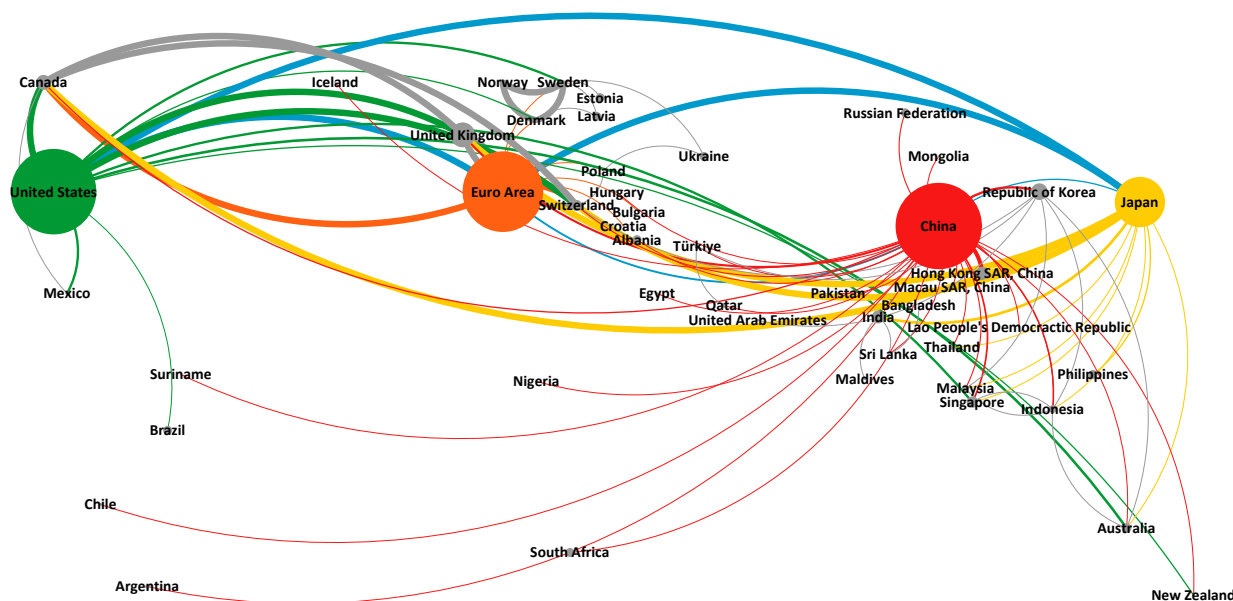 Canada
Iceland
Norway
Sweden
Estonia
Latvia
Denmark
Russian Federation
United Kingdom
Ukraine
Mongolia
Poland
United States
Euro Area
Hungary
Republic of Korea
Switzerland
Japan
Bulgaria
Croatia
China
Albania
Türkiye
Hong Kong SAR, China
Macau SAR, China
Mexico
Egypt
Pakistan
Qatar
Bangladesh
United Arab Emirates
India
Lao People's Democractic Republic
Thailand
Sri Lanka
Suriname
Nigeria
Maldives
Philippines
Malaysia
Singapore
Indonesia
Brazil
Chile
Australia
South Africa
Argentina
New Zealand